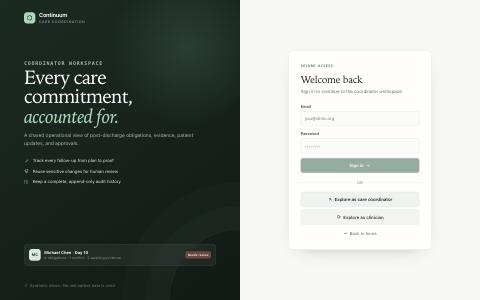 Continuum
CARE COORDINATION
COORDINATOR WORKSPACE
Every care
commitment,
accounted for.
A shared operational view of post-discharge obligations, evidence, patient
updates, and approvals.
Track every follow-up from plan to proof
Pause sensitive changes for human review
Keep a complete, append-only audit history
MC
Michael Chen · Day 10
Needs review
Synthetic demo · No real patient data is used
SECURE ACCESS
Welcome back
Sign in to continue to the coordinator workspace.
Email
you@clinic.org
Password
Sign in →
OR
Explore as care coordinator
Explore as clinician
← Back to home